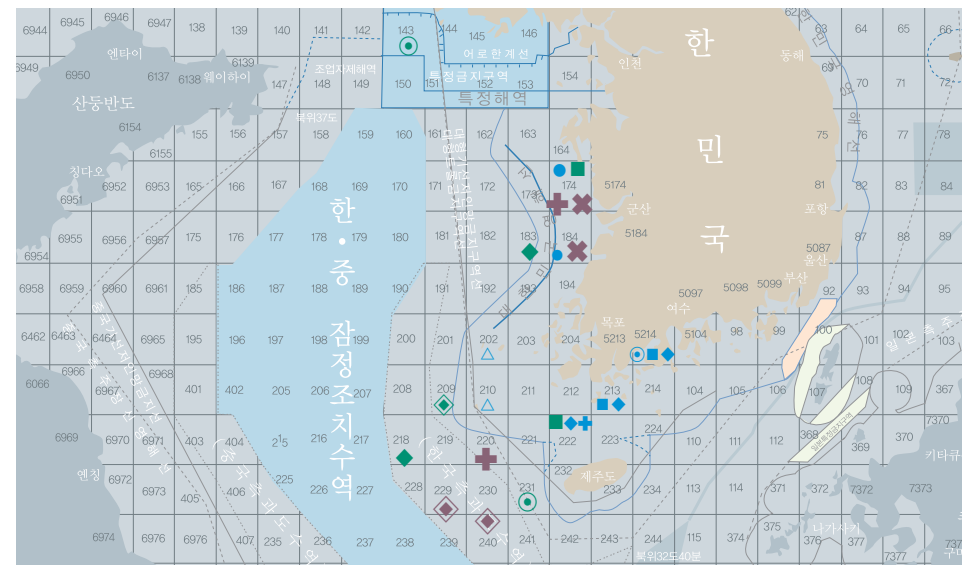 6944 6945 6946 6947 138 139 140 141 142 143 144 145 146 한 62 63 64 65 66
엔타이 어로한계선 인천 동해
6949 6950 6137 6138 웨이하이 6139 조업자제해역 154 69 70 71 72
147 148 149 150 151 152 153
특정금지구역
산둥반도 특정해역
북위37도
6154 155 156 157 158 159 160 161 162 163 민 75 76 77 78
6155 164
칭다오 6952 6953 165 166 167 168 169 170 171 172 173 174 5174 81 82 83 84
6951 군산 포항
한 · 중 잠정조치수역
6955 6956 6957 175 176 177 178 179 180 181 182 183 184 5184 국 5087 87 88 89
6954 울산
6958 6959 6960 6961 185 186 187 188 189 190 191 192 193 194 5097 5098 5099 부산 92 93 94 95
여수
목포
6462 6463 6464 6965 195 196 197 198 199 200 201 202 203 204 5213 5214 5104 98 99 100 101 102 103
6066 6966 6967 6968 401 402 205 206 207 208 209 210 211 212 213 214 104 105 106 107 108 109 367
6969 6970 6971 403 404 215 216 217 218 219 220 221 222 223 224 110 111 112 368 369 370 7370
일본특정금지구역
키타큐
옌칭 6972 6973 405 406 225 226 227 228 229 230 231 232 제주도 233 234 113 114 371 372 7372 7373
나가사키
6974 6976 6976 407 235 236 237 238 239 240 241 242 243 244 115 374 375 376 377 7377
북위32도40분
구마